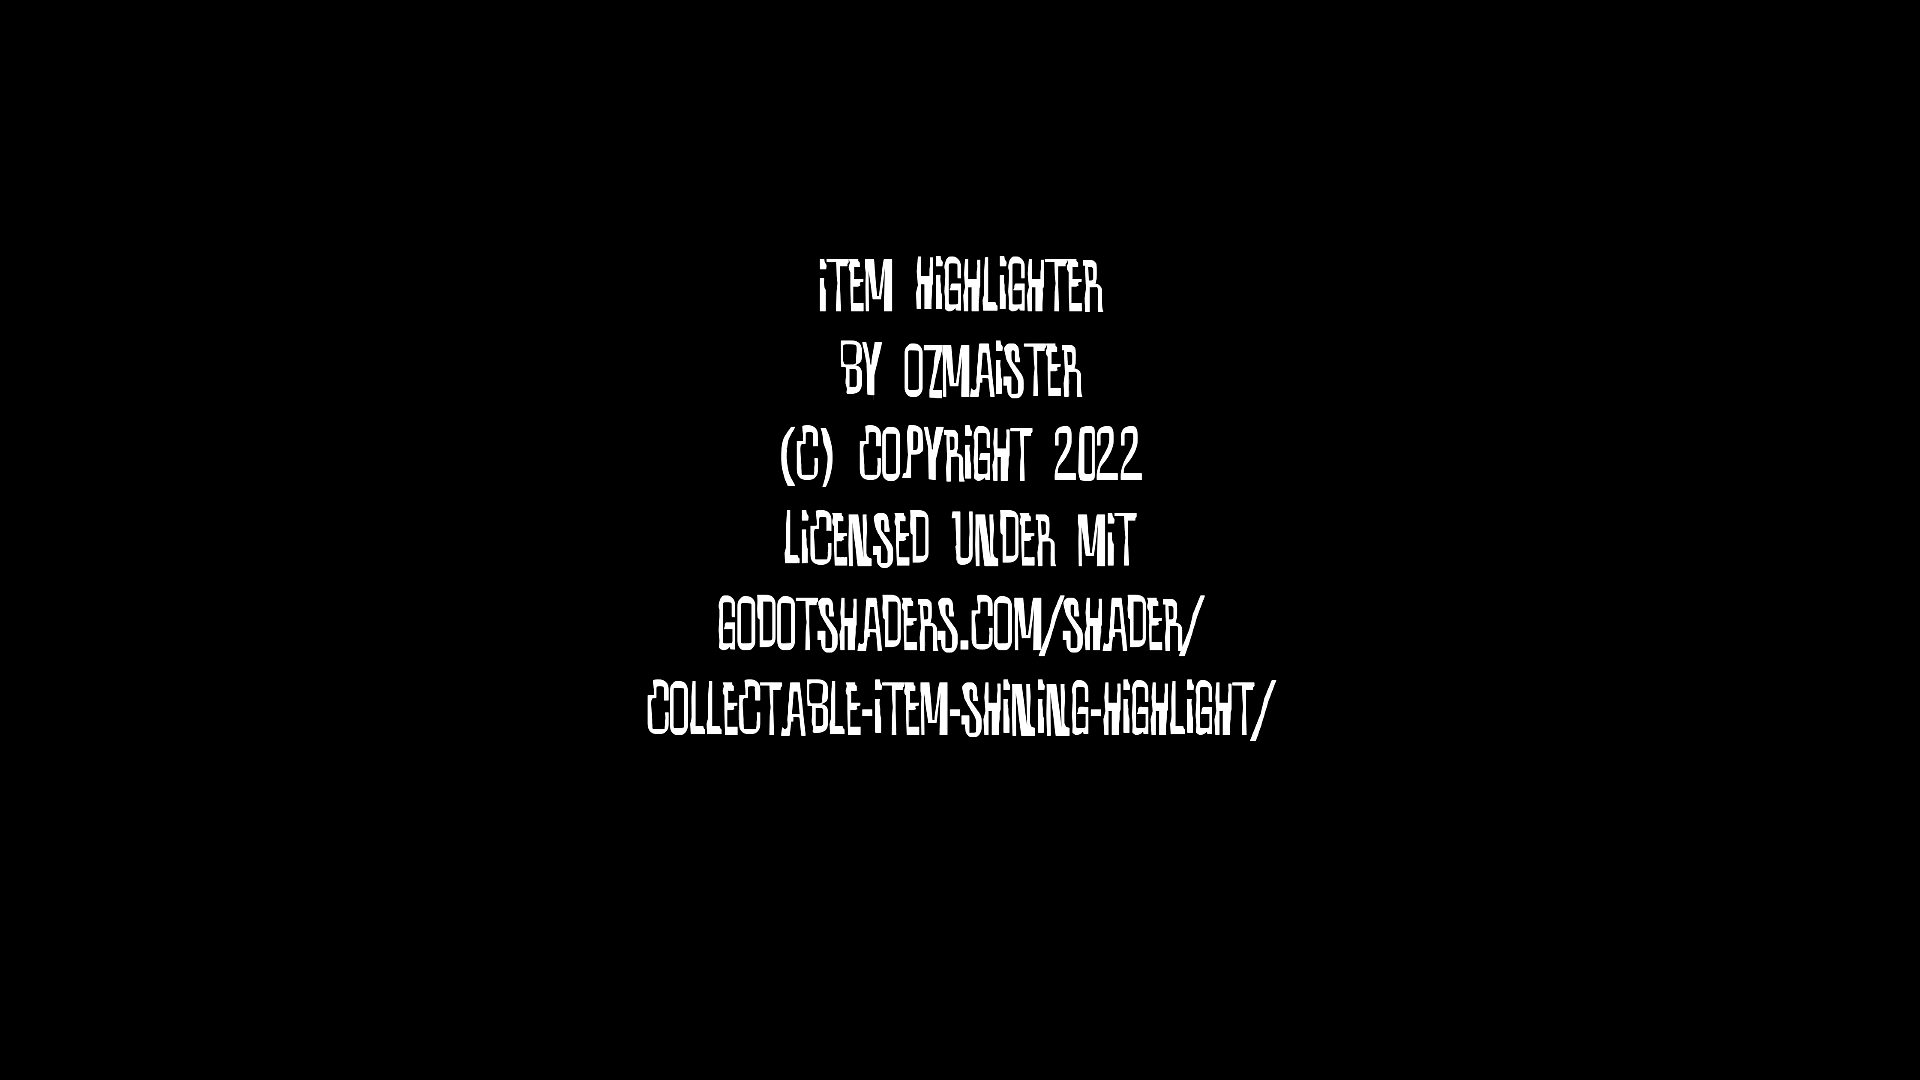 iTEM HiGHLiGHTER
BY OZMAiSTER
(C) COPYRiGHT 2022
LiCENSED UNDER MiT
GODOTSHADERS.COM/SHADER/
COLLECTABLE-iTEM-SHiNiNG-HiGHLiGHT/